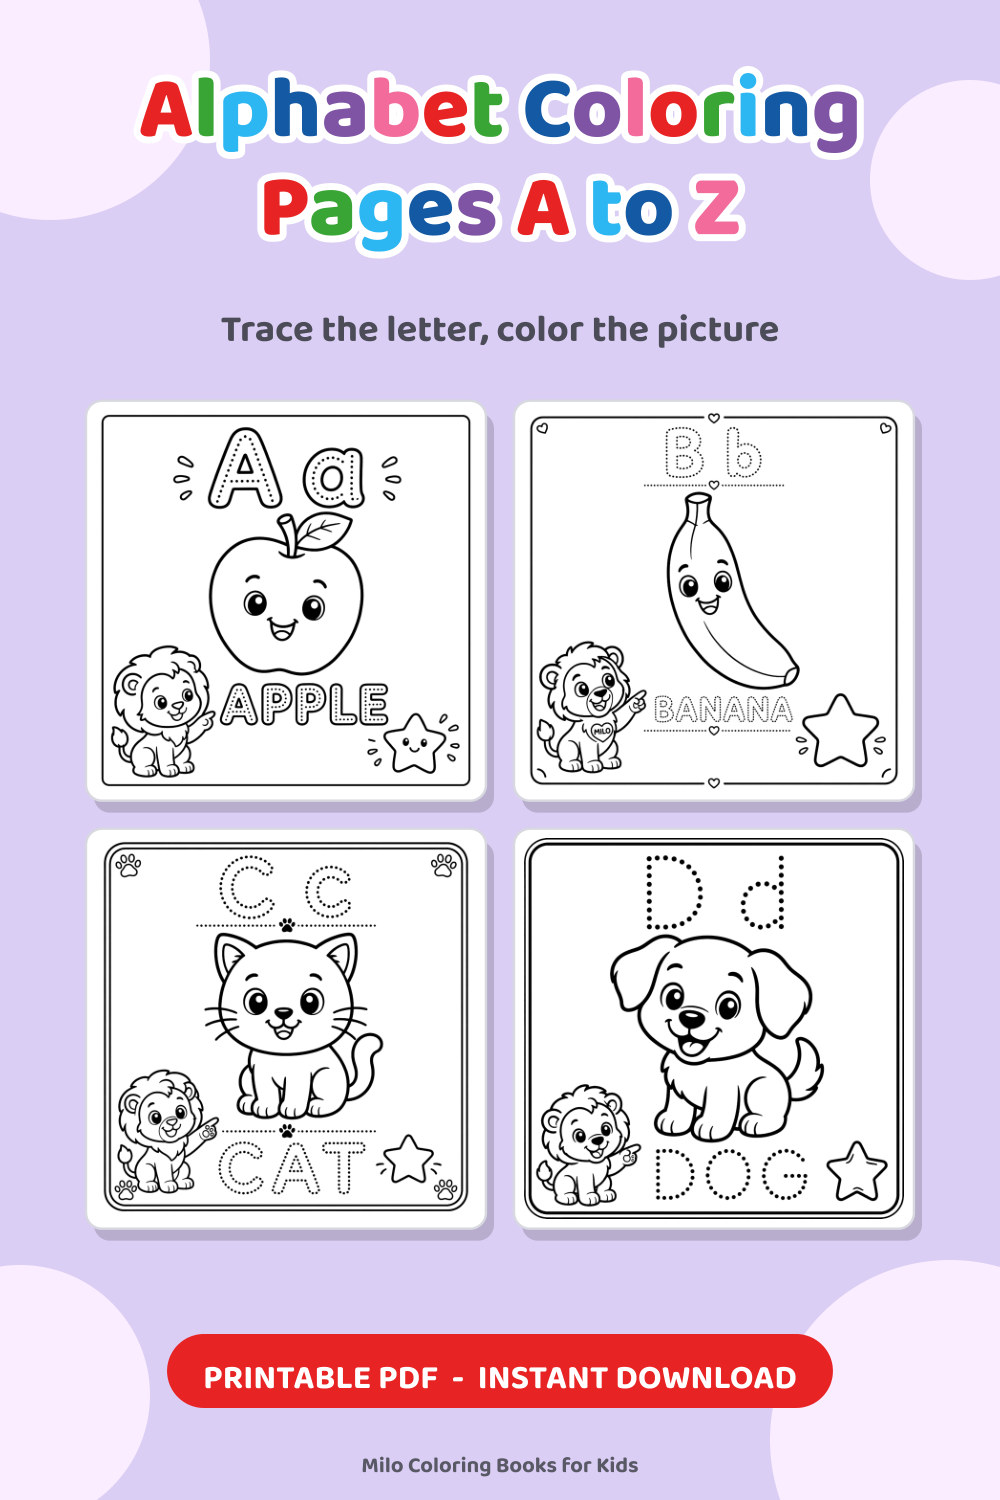 Alphabet Coloring
Pages A to Z
Trace the letter, color the picture
A a
APPLE
B b
MILO
BANANA
C c
CAT
D d
DOG
PRINTABLE PDF - INSTANT DOWNLOAD
Milo Coloring Books for Kids